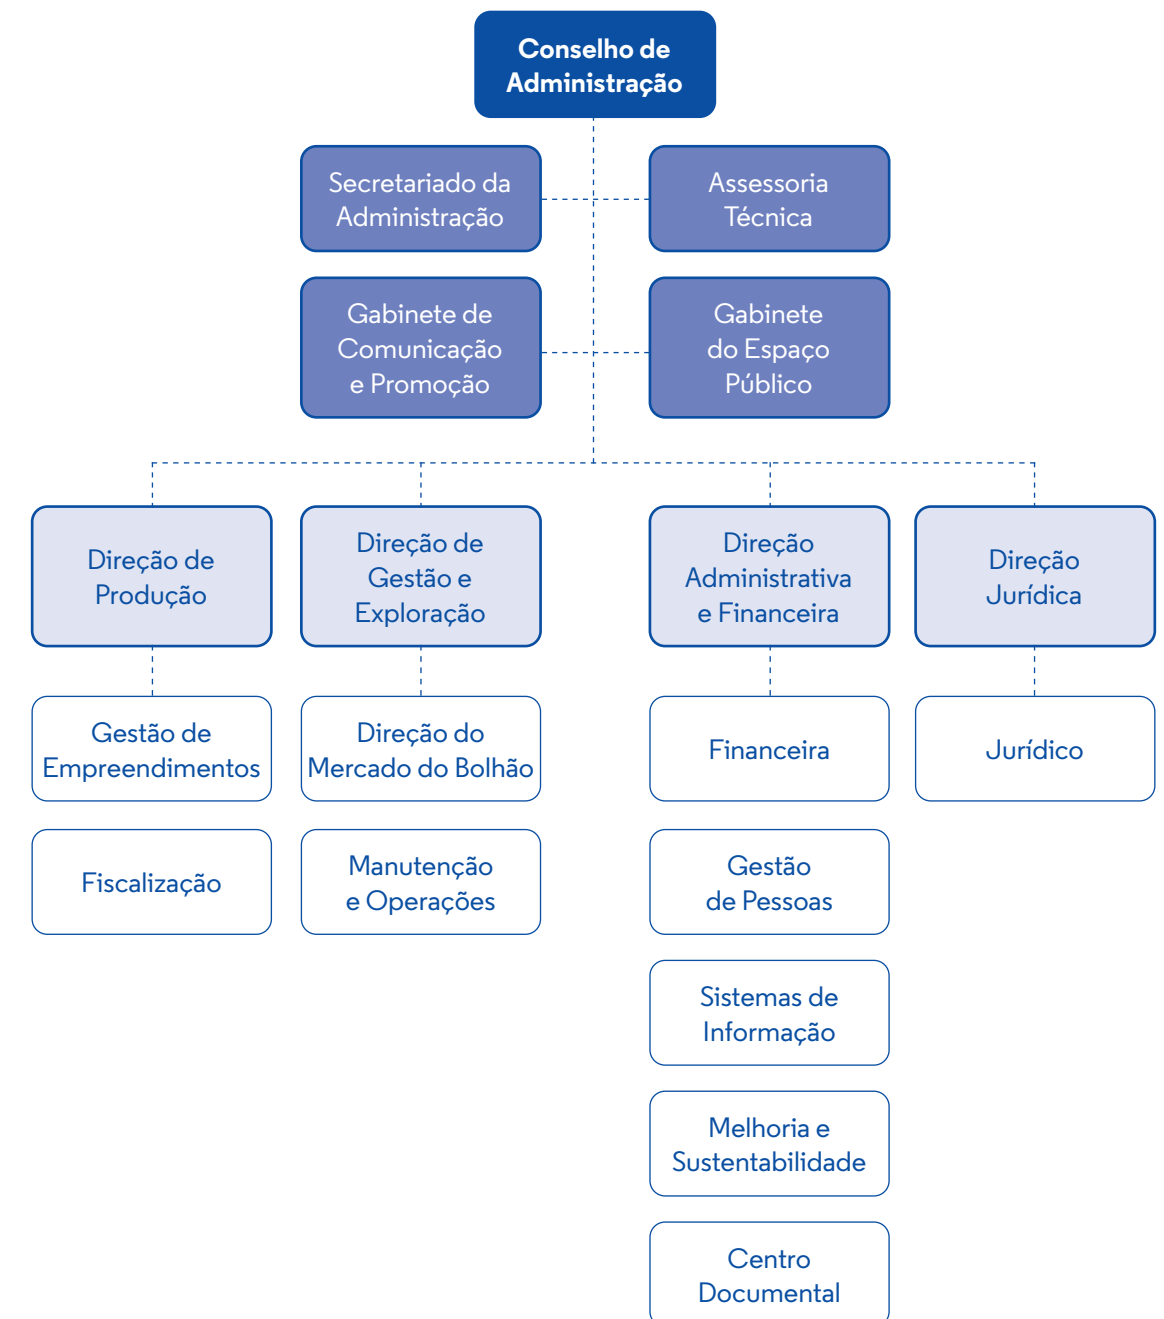 Conselho de
Administração
Secretariado da
Administração
Assessoria
Técnica
Gabinete de
Comunicação
e Promoção
Gabinete
do Espaço
Público
Direção de
Produção
Direção de
Gestão e
Exploração
Direção
Administrativa
e Financeira
Direção
Jurídica
Gestão de
Empreendimentos
Direção do
Mercado do Bolhão
Financeira
Jurídico
Fiscalização
Manutenção
e Operações
Gestão
de Pessoas
Sistemas de
Informação
Melhoria e
Sustentabilidade
Centro
Documental